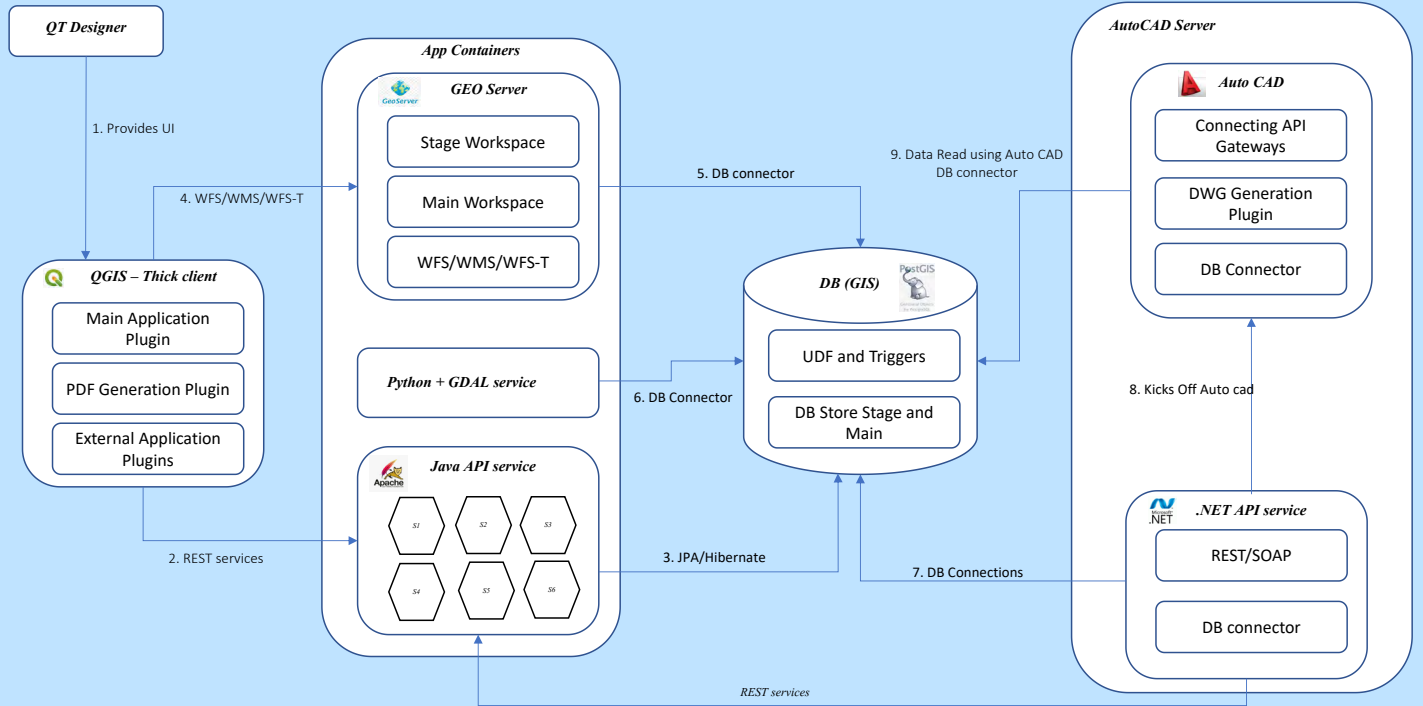 QT Designer
1. Provides UI
QGIS – Thick client
Main Application
Plugin
PDF Generation Plugin
External Application
Plugins
4. WFS/WMS/WFS-T
2. REST services
App Containers
GeoServer
GEO Server
Stage Workspace
Main Workspace
WFS/WMS/WFS-T
Python + GDAL service
Apache
Java API service
S1
S2
S3
S4
S5
S6
5. DB connector
6. DB Connector
3. JPA/Hibernate
DB (GIS)
PostGIS
UDF and Triggers
DB Store Stage and
Main
9. Data Read using Auto CAD
DB connector
7. DB Connections
REST services
AutoCAD Server
Auto CAD
Connecting API
Gateways
DWG Generation
Plugin
DB Connector
8. Kicks Off Auto cad
Microsoft
.NET
.NET API service
REST/SOAP
DB connector